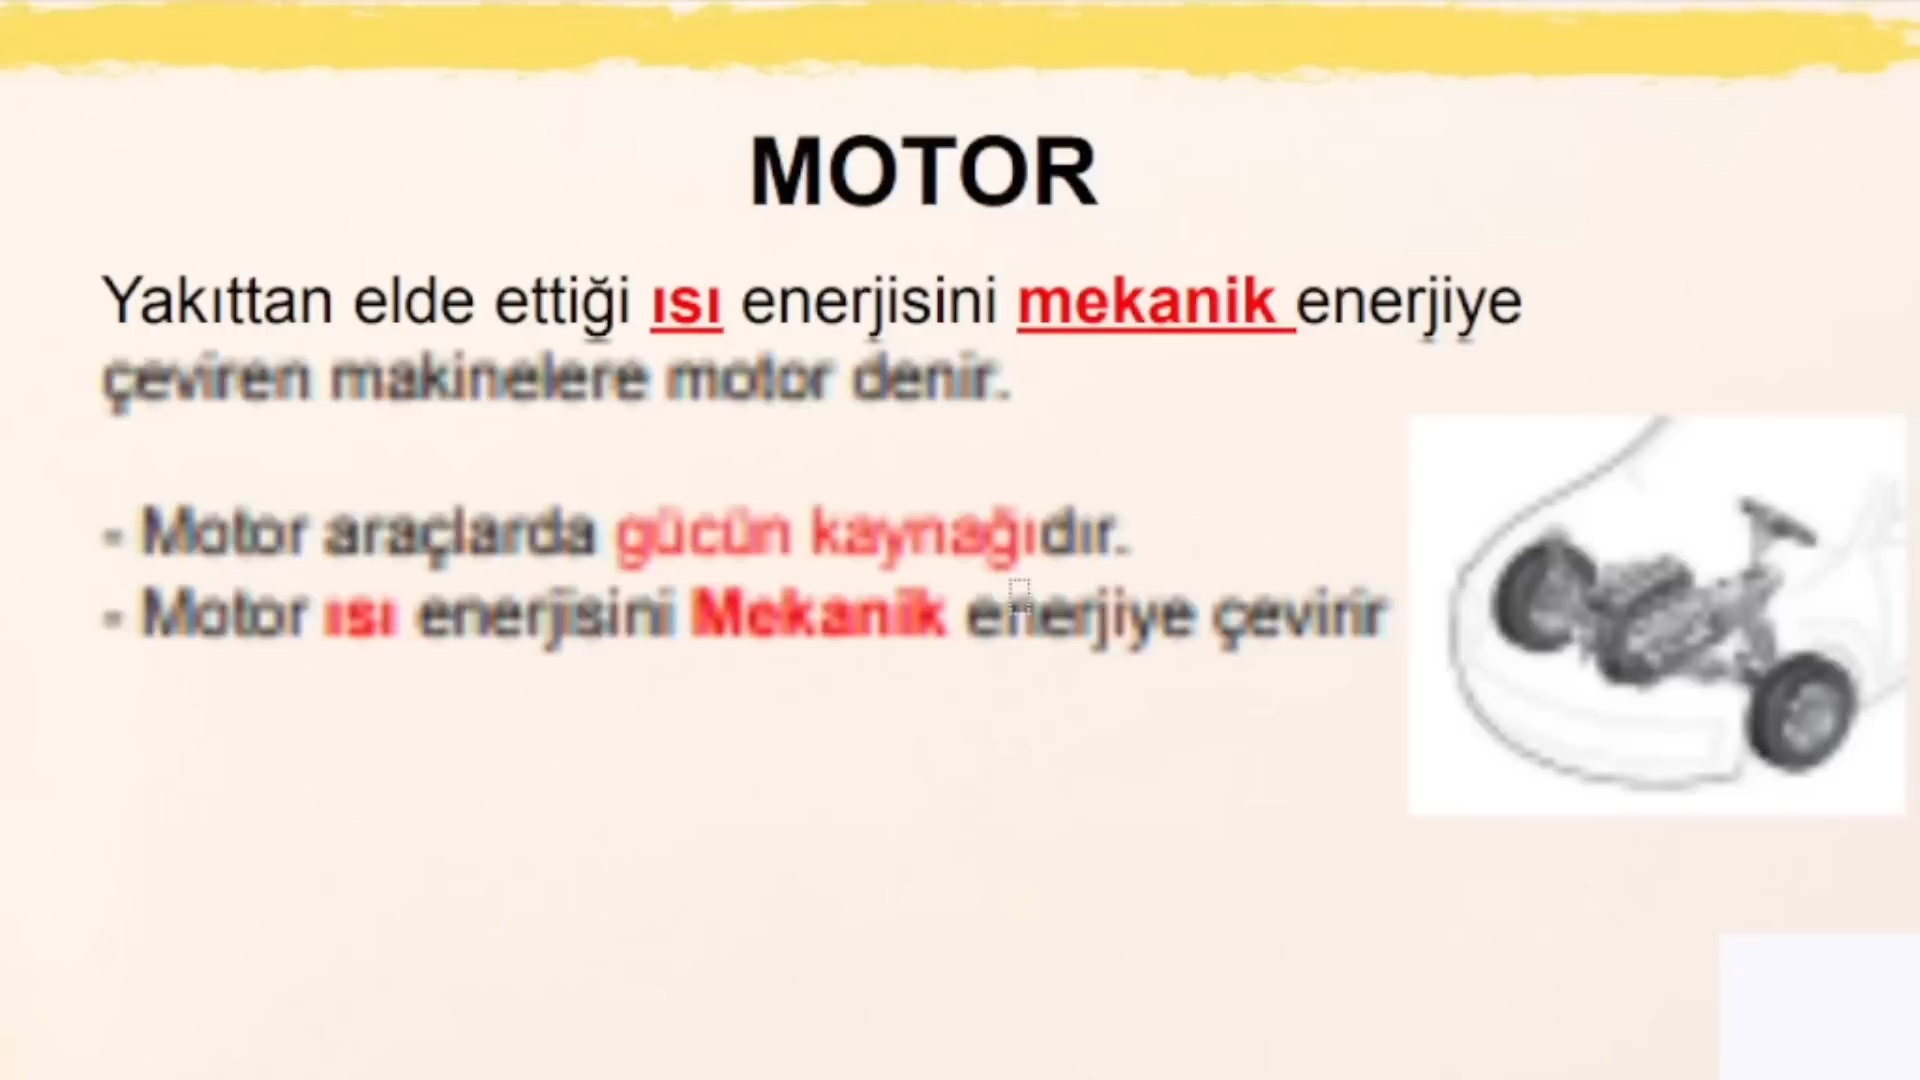 MOTOR
Yakıttan elde ettiği ısı enerjisini mekanik enerjiye
çeviren makinelere motor denir.
- Motor araçlarda gücün kaynağıdır.
- Motor ısı enerjisini Mekanik enerjiye çevirir